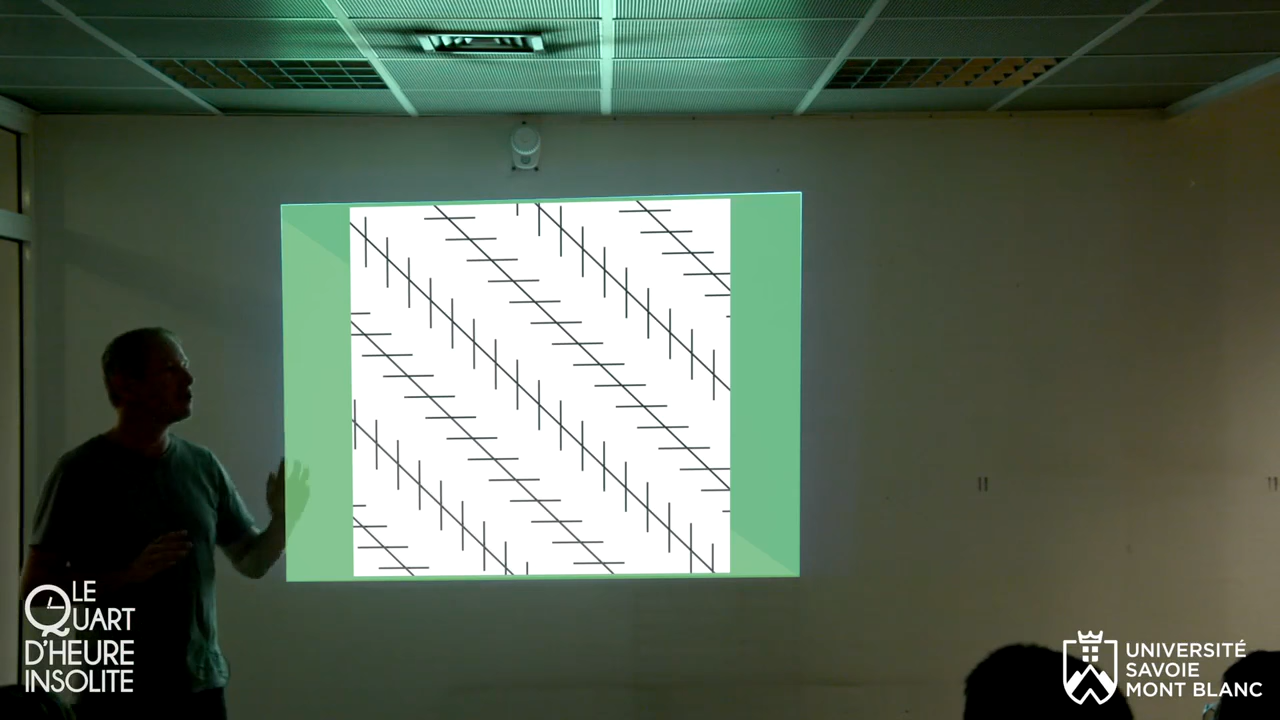 LE
QUART
D'HEURE
INSOLITE
UNIVERSITÉ
SAVOIE
MONT BLANC